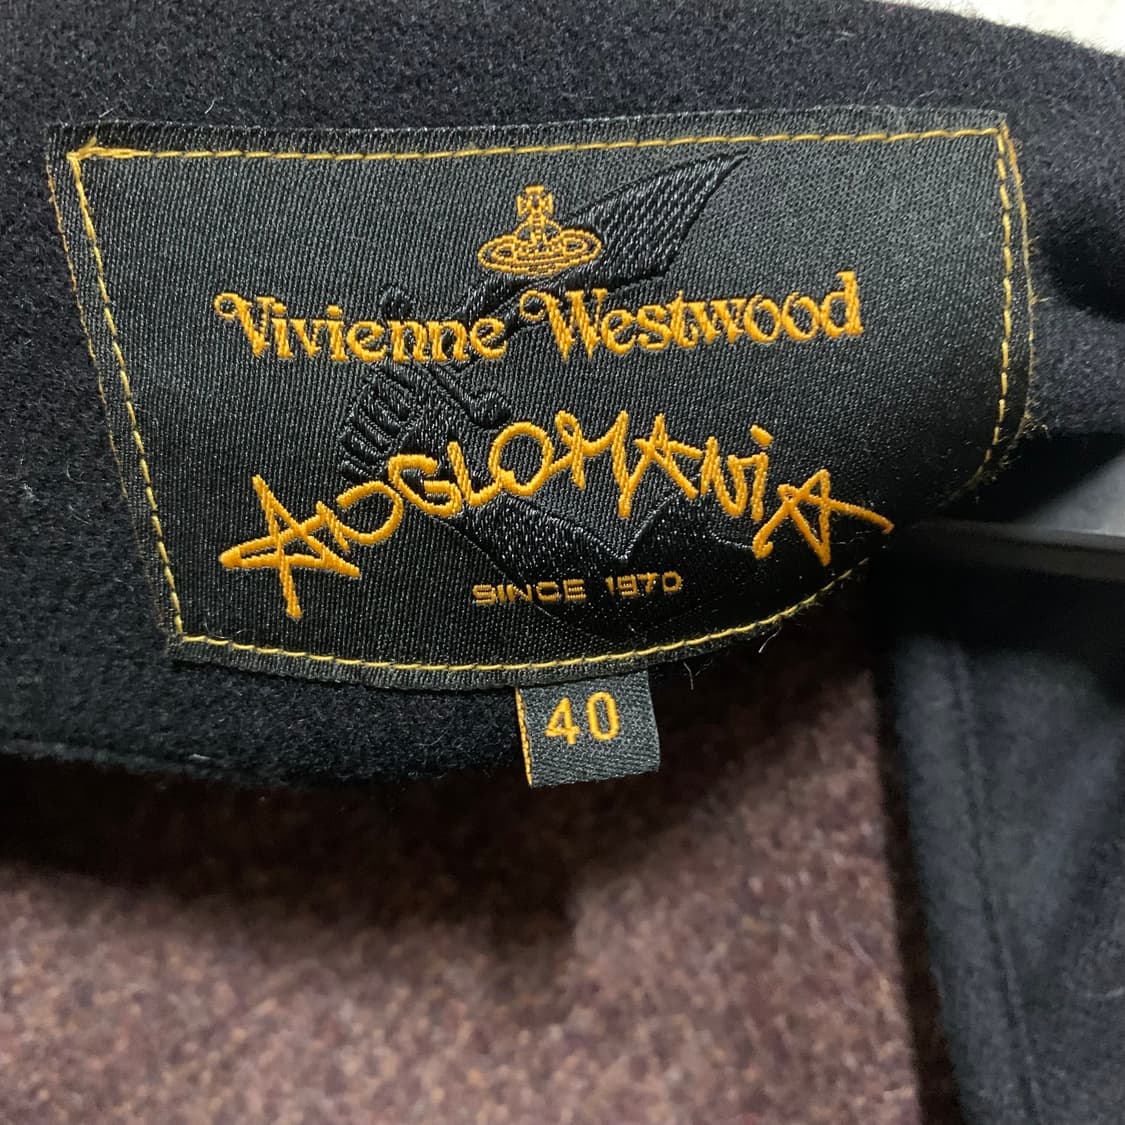 Vivienne Westwood
ANGLOMANIA
SINCE 1970
40